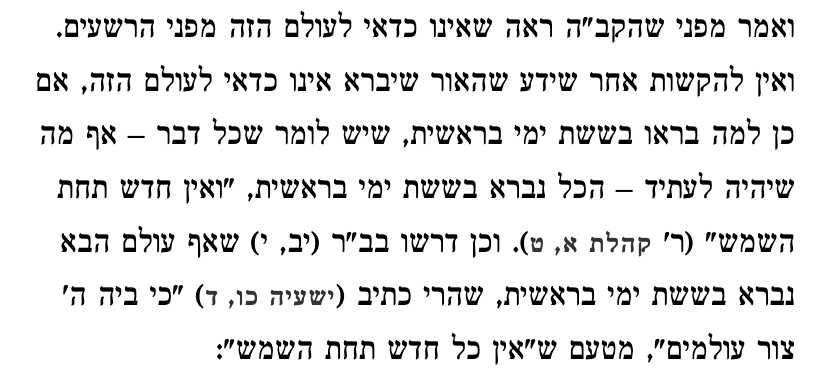 ואמר מפני שהקב"ה ראה שאינו כדאי לעולם הזה מפני הרשעים.
ואין להקשות אחר שידע שהאור שיברא אינו כדאי לעולם הזה, אם
כן למה בראו בששת ימי בראשית, שיש לומר שכל דבר – אף מה
שיהיה לעתיד – הכל נברא בששת ימי בראשית, "ואין חדש תחת
השמש" (ר' קהלת א, ט). וכן דרשו בב"ר (יב, י) שאף עולם הבא
נברא בששת ימי בראשית, שהרי כתיב (ישעיה כו, ד) "כי ביה ה'
צור עולמים", מטעם ש"אין כל חדש תחת השמש":